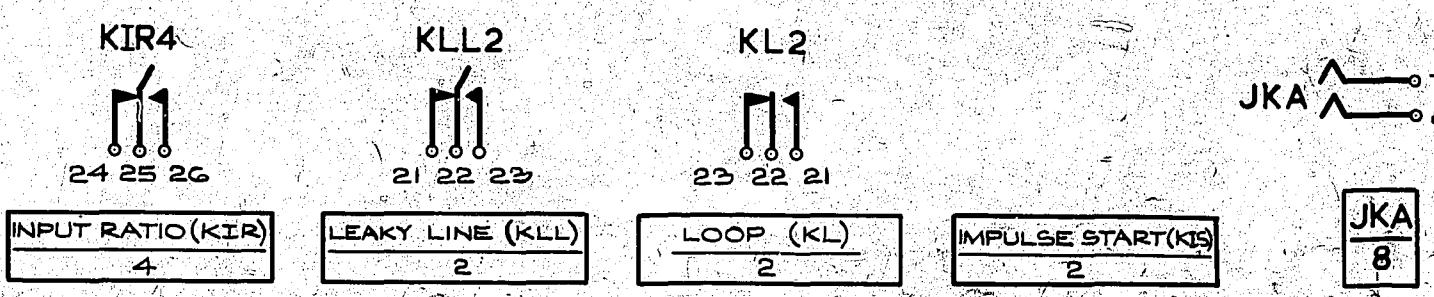 KIR4 KLL2 KL2
JKA
24 25 26 21 22 23 23 22 21
INPUT RATIO (KIR) LEAKY LINE (KLL) LOOP (KL) IMPULSE START (KIS) JKA
4 2 2 2 8